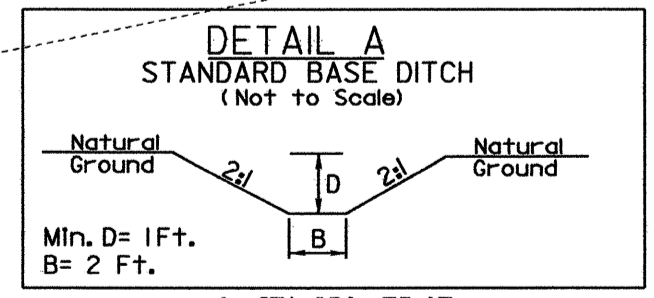 DETAIL A
STANDARD BASE DITCH
(Not to Scale)
Natural
Ground
2:1
D
2:1
Natural
Ground
B
Min. D= 1Ft.
B= 2 Ft.